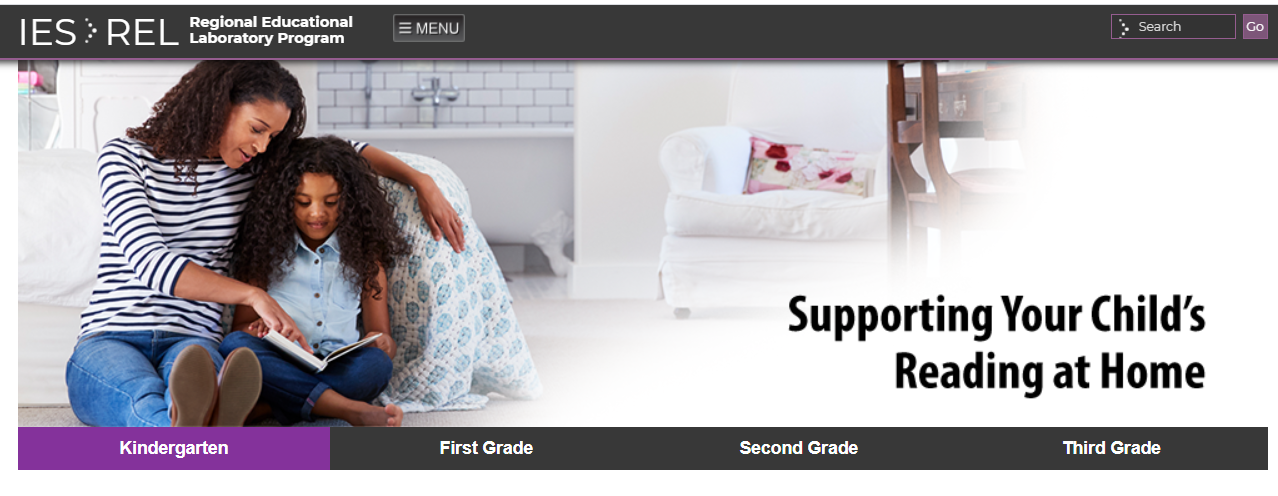 IES REL Regional Educational Laboratory Program
MENU
Search
Go
Supporting Your Child's
Reading at Home
Kindergarten
First Grade
Second Grade
Third Grade